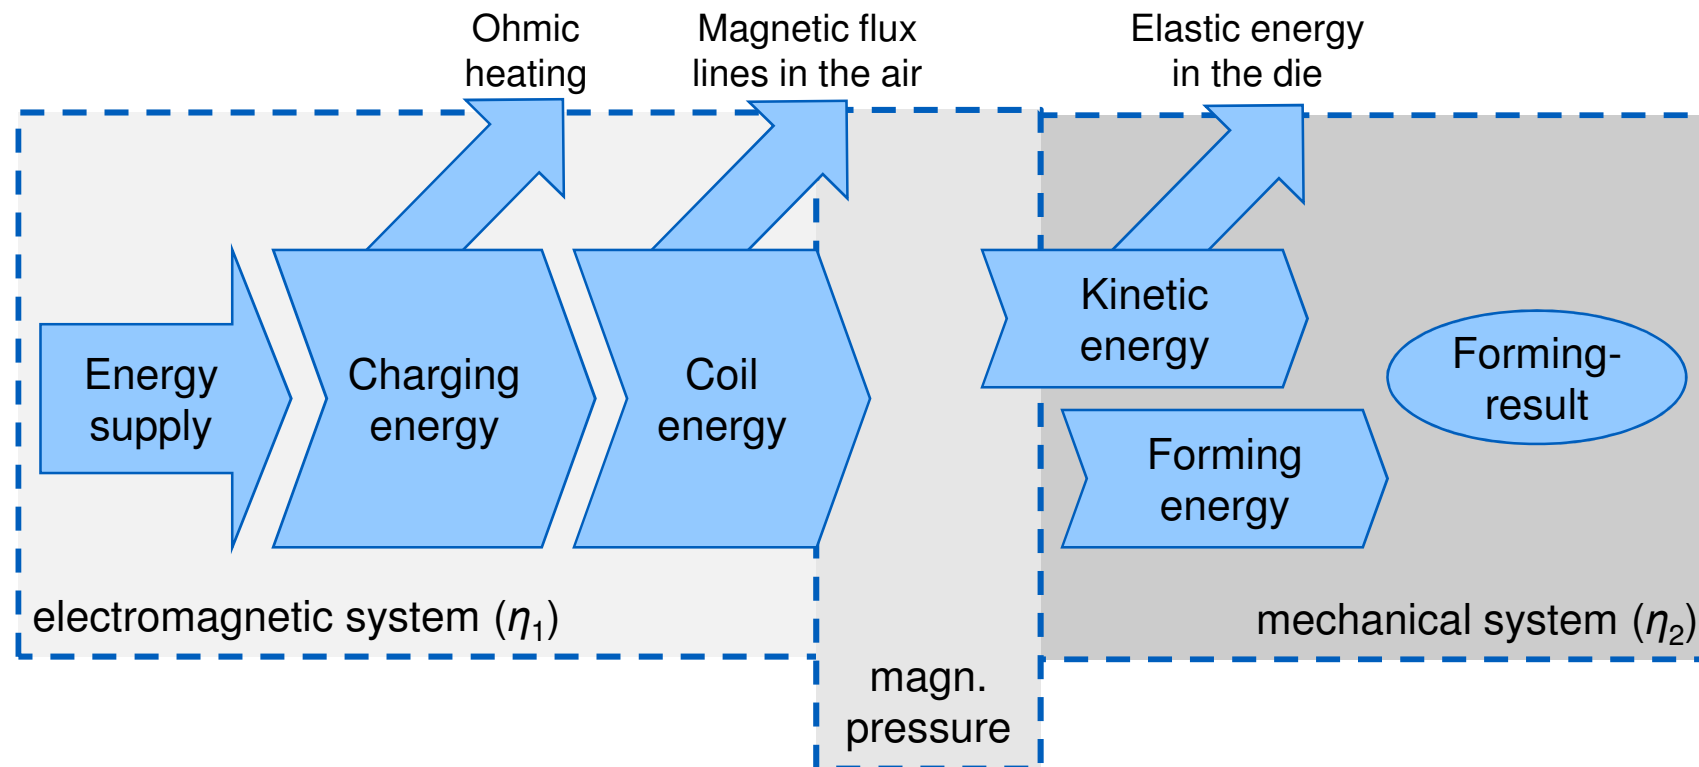 Ohmic
heating
Magnetic flux
lines in the air
Elastic energy
in the die
Energy
supply
Charging
energy
Coil
energy
Kinetic
energy
Forming
energy
Forming-
result
electromagnetic system (η₁)
magn.
pressure
mechanical system (η₂)